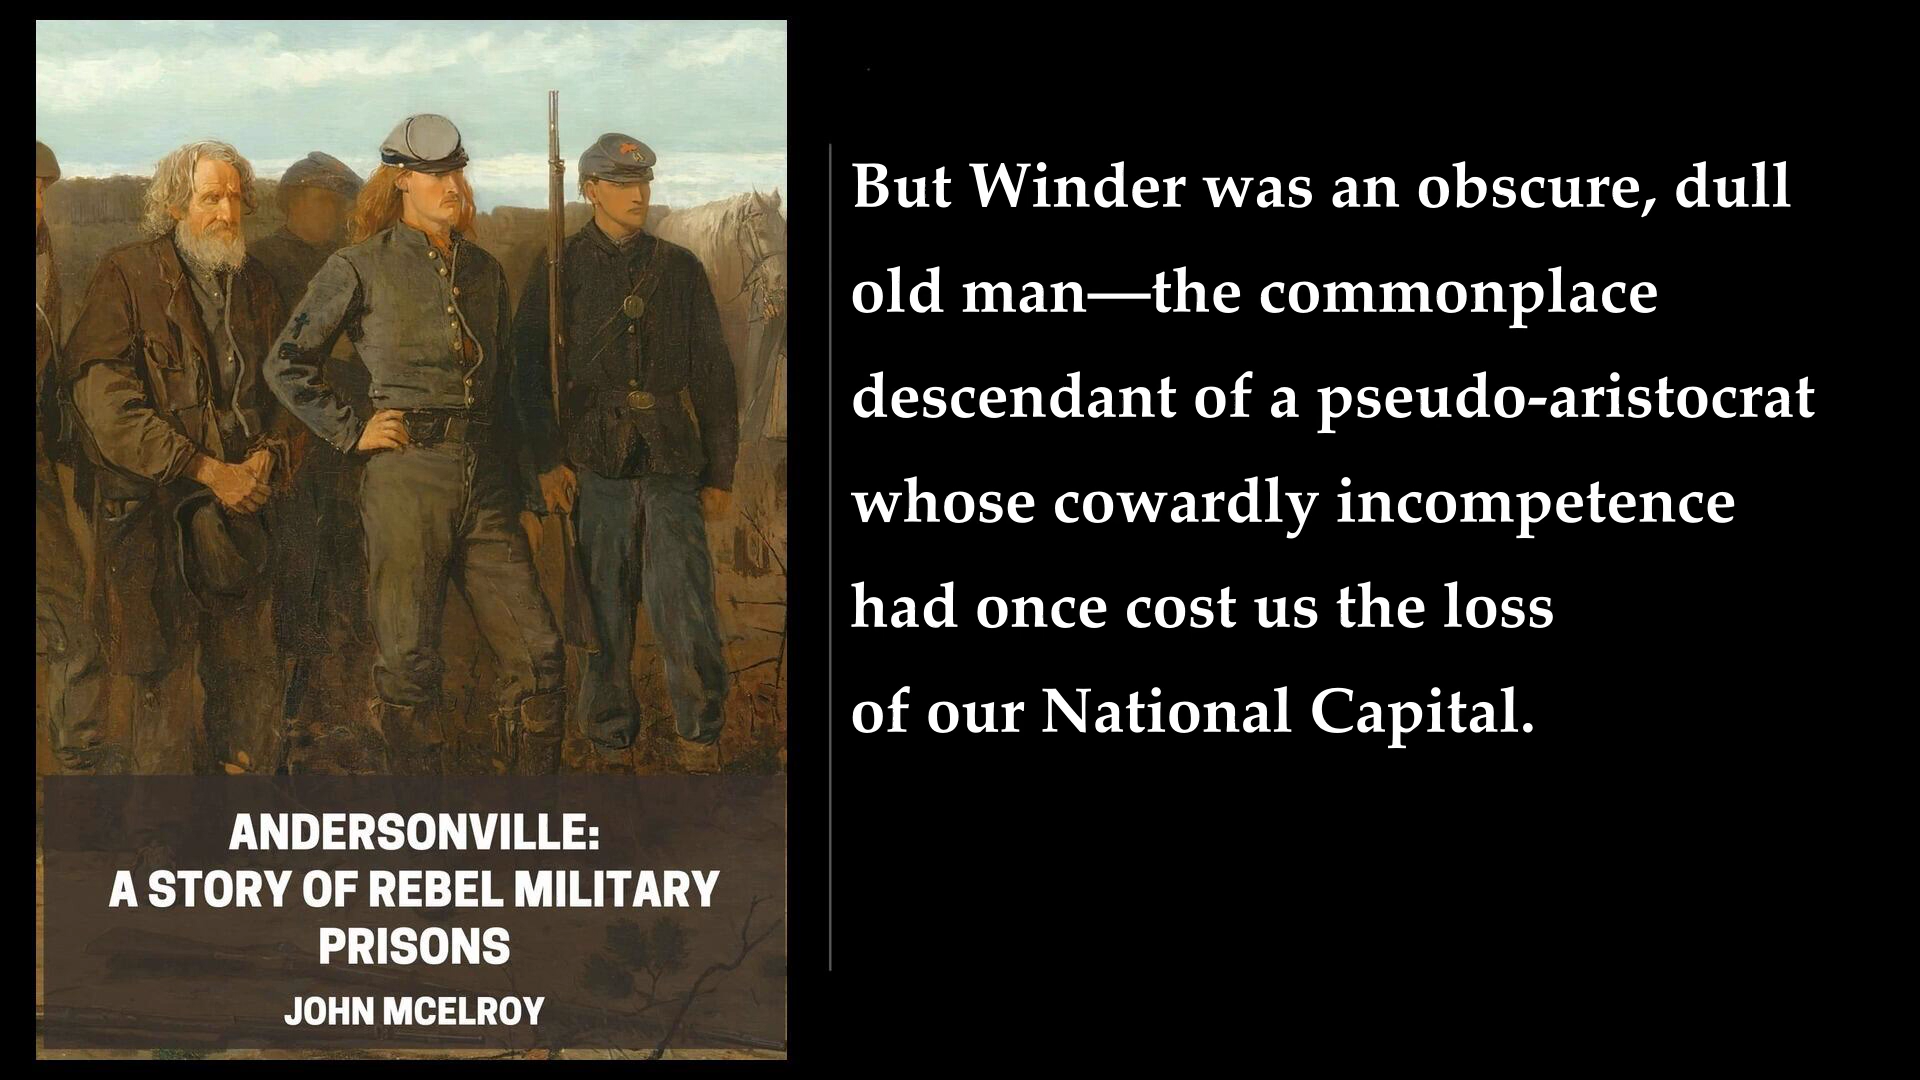 But Winder was an obscure, dull
old man—the commonplace
descendant of a pseudo-aristocrat
whose cowardly incompetence
had once cost us the loss
of our National Capital.
ANDERSONVILLE:
A STORY OF REBEL MILITARY
PRISONS
JOHN MCELROY